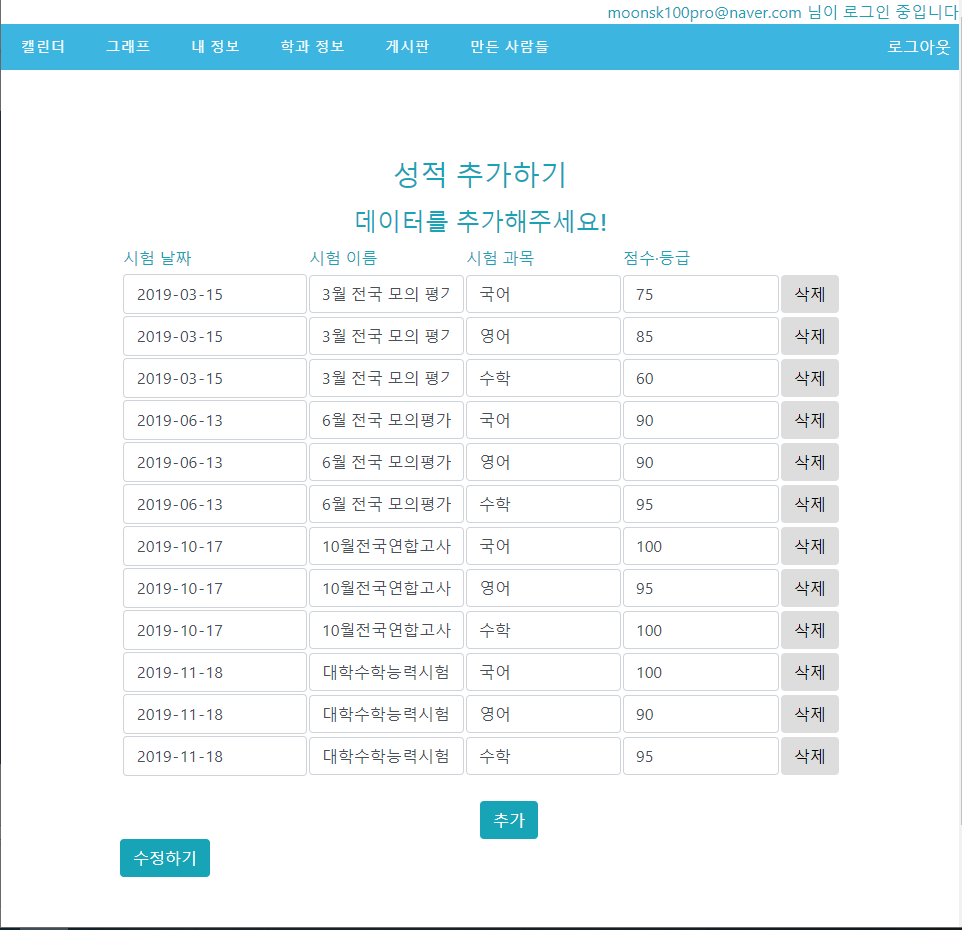 moonsk100pro@naver.com 님이 로그인 중입니다
캘린더 그래프 내 정보 학과 정보 게시판 만든 사람들 로그아웃
성적 추가하기
데이터를 추가해주세요!
시험 날짜 시험 이름 시험 과목 점수·등급
2019-03-15 3월 전국 모의 평가 국어 75 삭제
2019-03-15 3월 전국 모의 평가 영어 85 삭제
2019-03-15 3월 전국 모의 평가 수학 60 삭제
2019-06-13 6월 전국 모의평가 국어 90 삭제
2019-06-13 6월 전국 모의평가 영어 90 삭제
2019-06-13 6월 전국 모의평가 수학 95 삭제
2019-10-17 10월전국연합고사 국어 100 삭제
2019-10-17 10월전국연합고사 영어 95 삭제
2019-10-17 10월전국연합고사 수학 100 삭제
2019-11-18 대학수학능력시험 국어 100 삭제
2019-11-18 대학수학능력시험 영어 90 삭제
2019-11-18 대학수학능력시험 수학 95 삭제
추가
수정하기